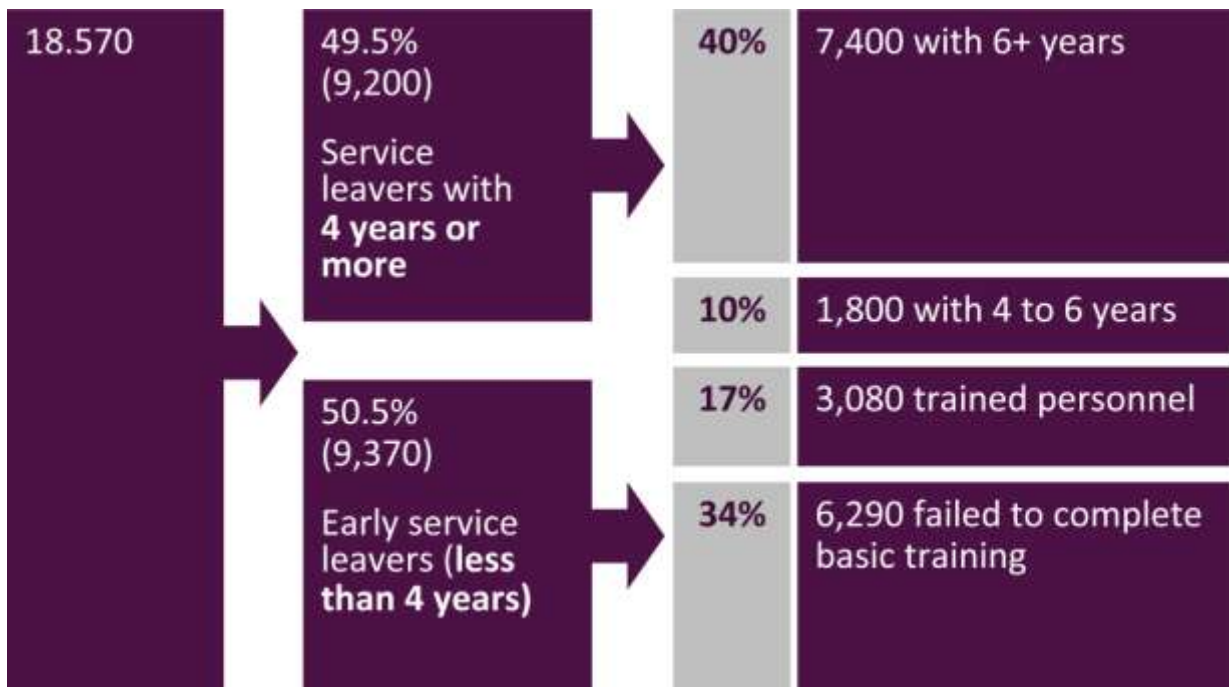 18.570
49.5%
(9,200)
Service
leavers with
4 years or
more
50.5%
(9,370)
Early service
leavers (less
than 4 years)
40%
7,400 with 6+ years
10%
1,800 with 4 to 6 years
17%
3,080 trained personnel
34%
6,290 failed to complete
basic training